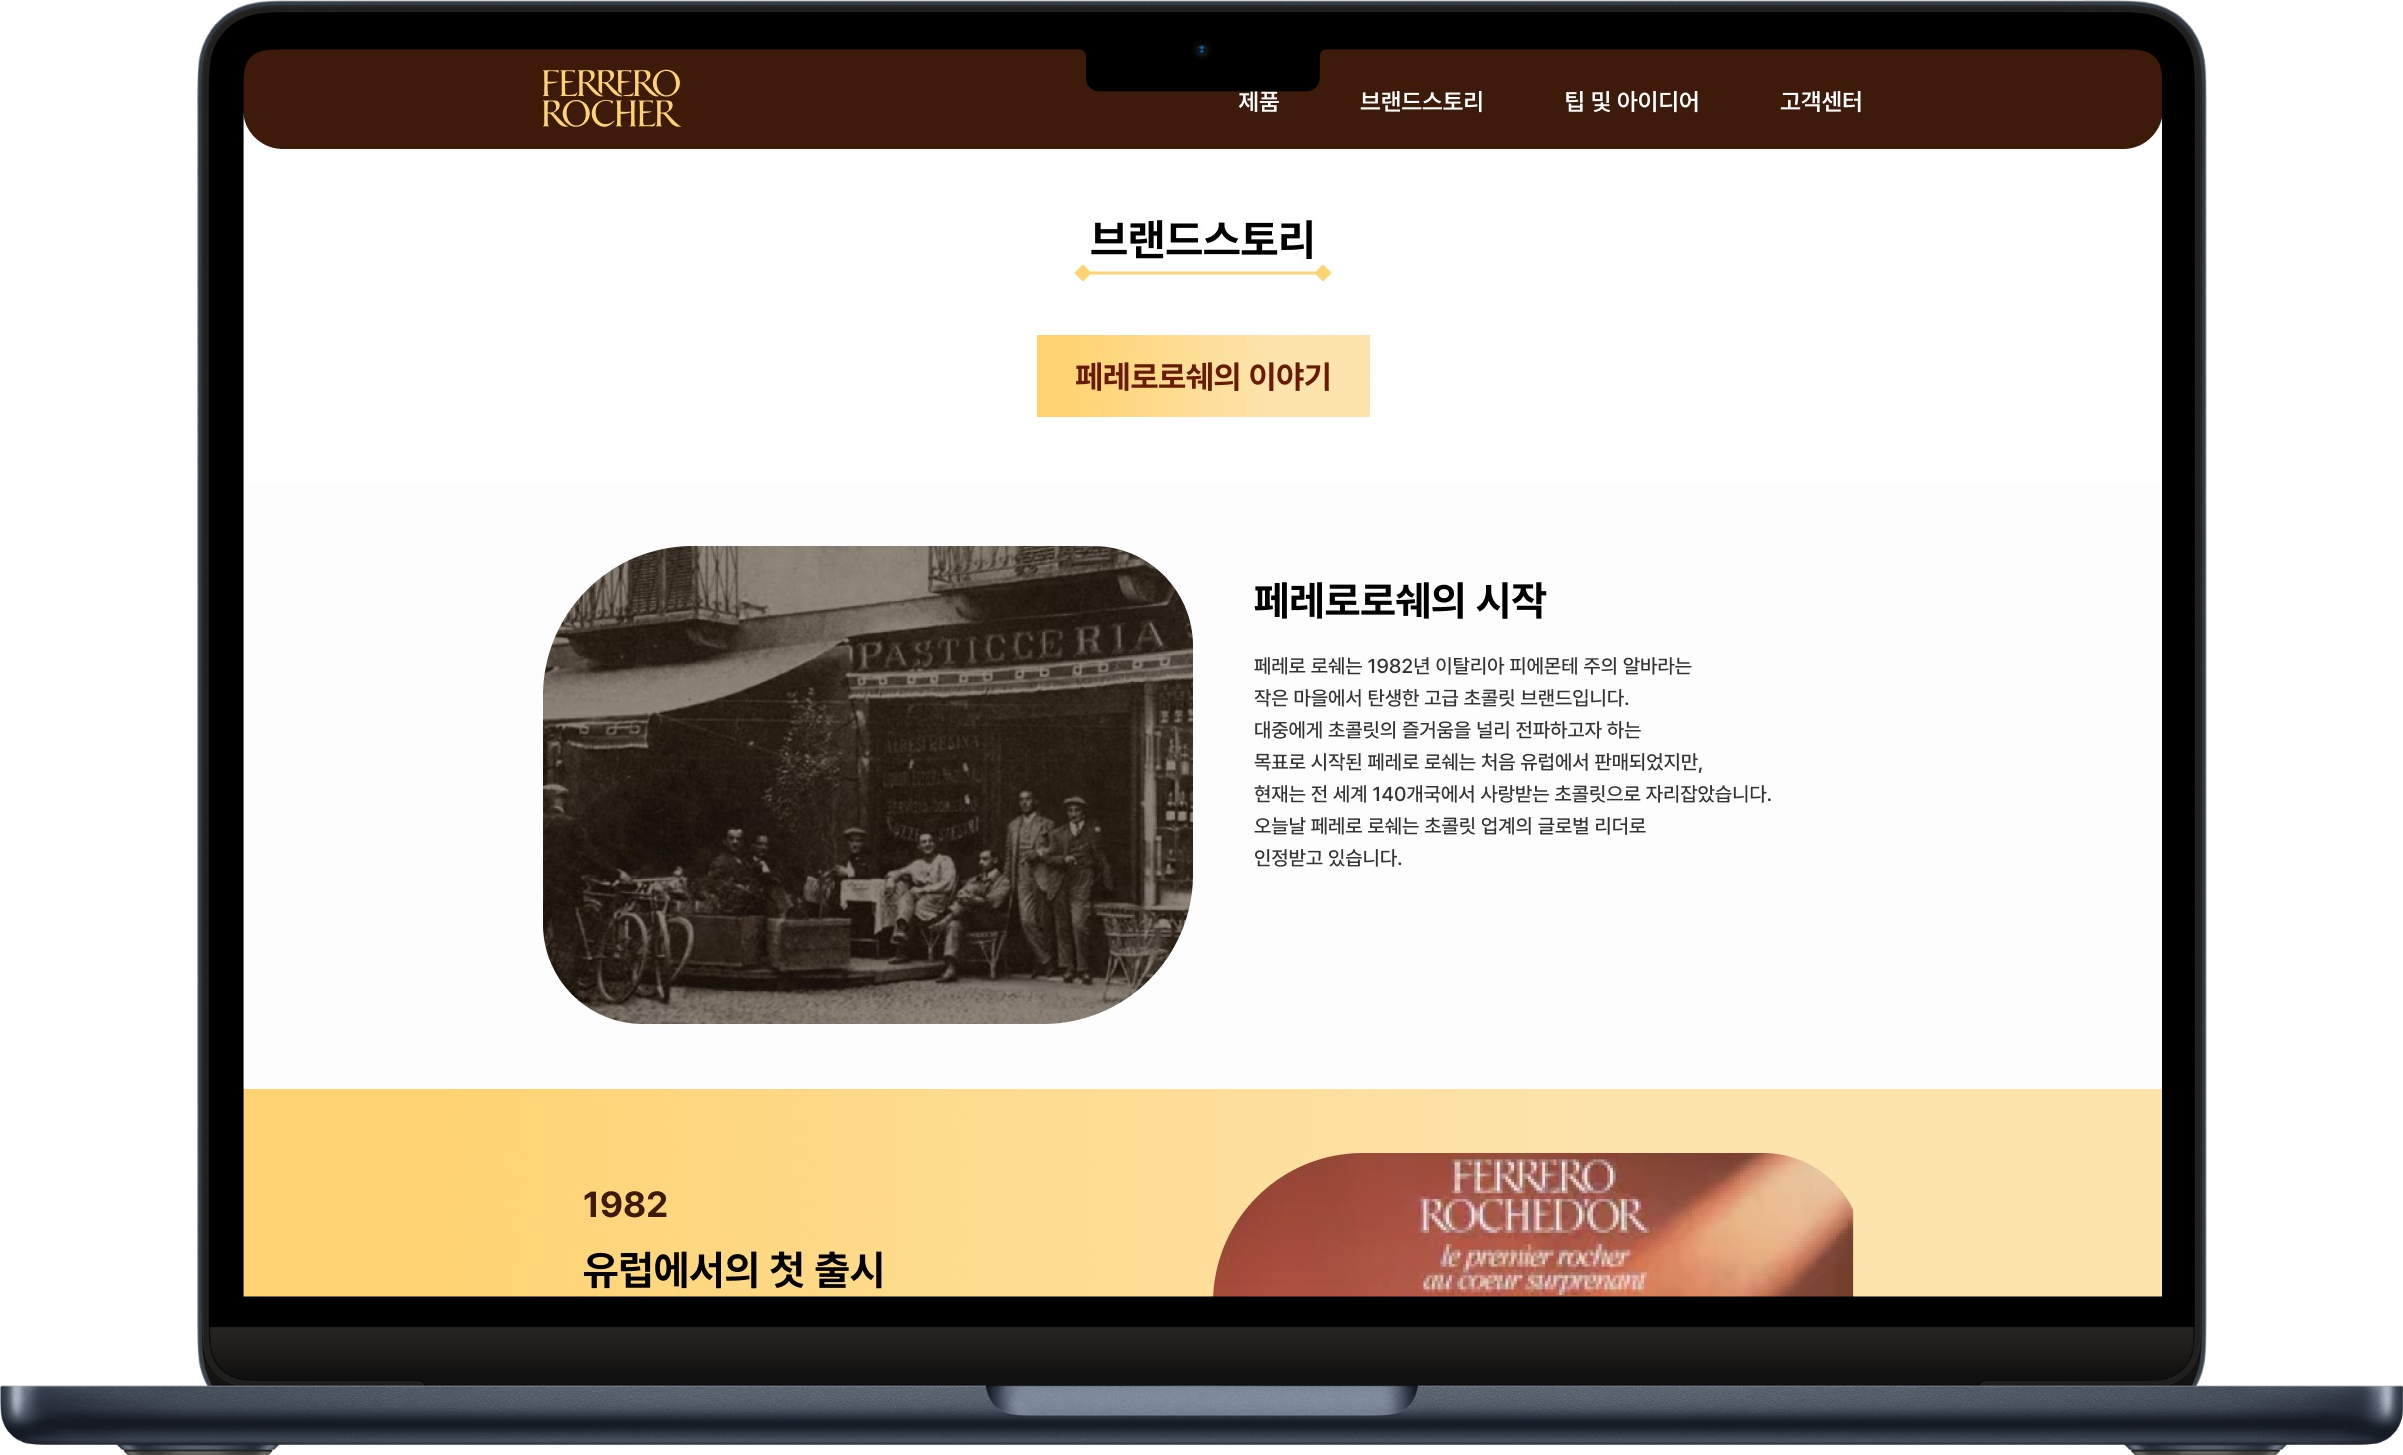 FERRERO
ROCHER
제품 브랜드스토리 팁 및 아이디어 고객센터
브랜드스토리
페레로로쉐의 이야기
PASTICCERIA
페레로로쉐의 시작
페레로 로쉐는 1982년 이탈리아 피에몬테 주의 알바라는
작은 마을에서 탄생한 고급 초콜릿 브랜드입니다.
대중에게 초콜릿의 즐거움을 널리 전파하고자 하는
목표로 시작된 페레로 로쉐는 처음 유럽에서 판매되었지만,
현재는 전 세계 140개국에서 사랑받는 초콜릿으로 자리잡았습니다.
오늘날 페레로 로쉐는 초콜릿 업계의 글로벌 리더로
인정받고 있습니다.
1982
유럽에서의 첫 출시
FERRERO
ROCHED'OR
le premier rocher
au coeur surprenant